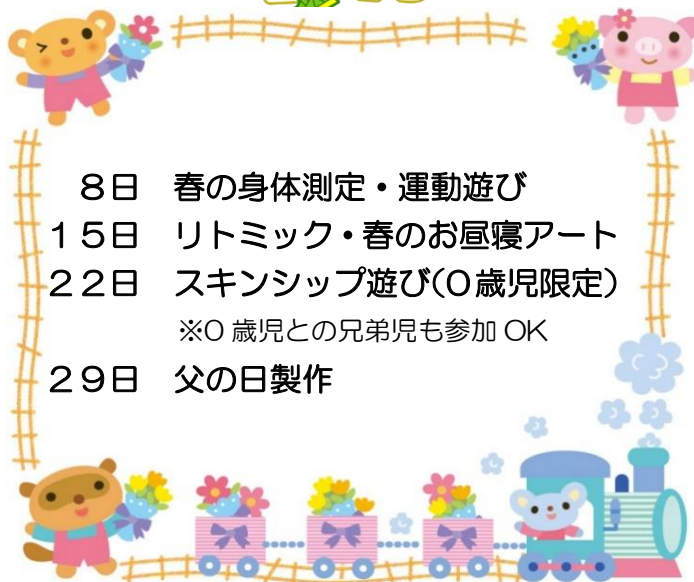 ８日　春の身体測定・運動遊び
１５日　リトミック・春のお昼寝アート
２２日　スキンシップ遊び(０歳児限定)
※０歳児との兄弟児も参加 OK
２９日　父の日製作